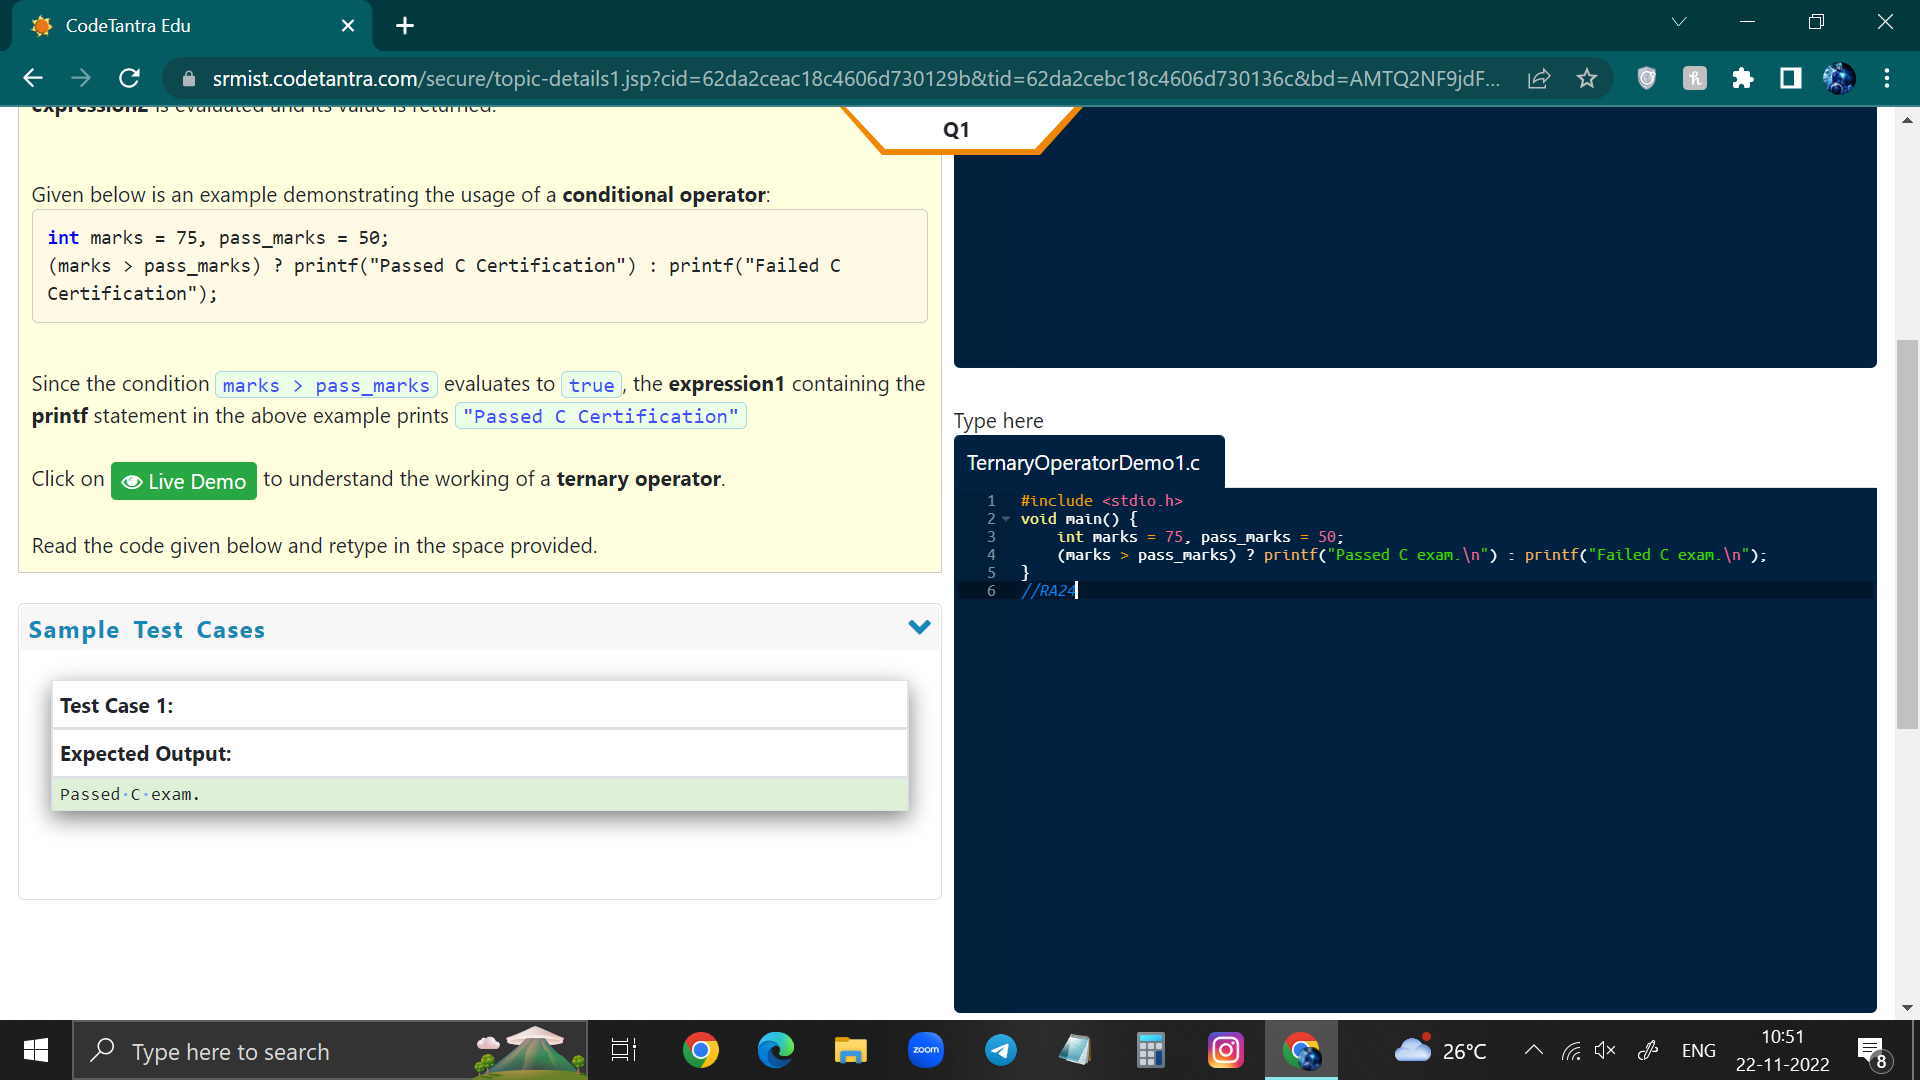 CodeTantra Edu
srmist.codetantra.com/secure/topic-details1.jsp?cid=62da2ceac18c4606d730129b&tid=62da2cebc18c4606d730136c&bd=AMTQ2NF9jdF...
expression2 is evaluated and its value is returned.
Q1
Given below is an example demonstrating the usage of a conditional operator:
int marks = 75, pass_marks = 50;
(marks > pass_marks) ? printf("Passed C Certification") : printf("Failed C
Certification");
Since the condition marks > pass_marks evaluates to true, the expression1 containing the
printf statement in the above example prints "Passed C Certification"
Click on Live Demo to understand the working of a ternary operator.
Read the code given below and retype in the space provided.
Sample Test Cases
Test Case 1:
Expected Output:
Passed·C·exam.
Type here
TernaryOperatorDemo1.c
1 #include <stdio.h>
2 void main() {
3 int marks = 75, pass_marks = 50;
4 (marks > pass_marks) ? printf("Passed C exam.\n") : printf("Failed C exam.\n");
5 }
6 //RA24
Type here to search
zoom
26°C
ENG
10:51
22-11-2022
8